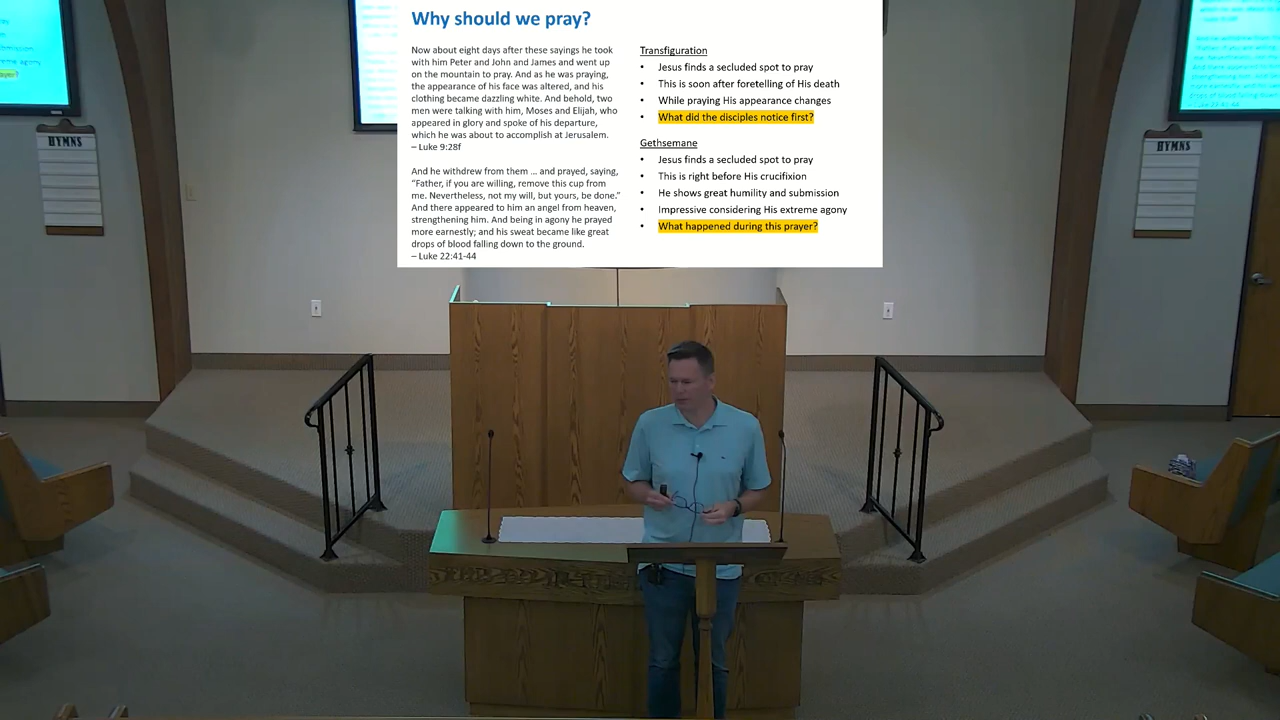 Why should we pray?
Now about eight days after these sayings he took
with him Peter and John and James and went up
on the mountain to pray. And as he was praying,
the appearance of his face was altered, and his
clothing became dazzling white. And behold, two
men were talking with him, Moses and Elijah, who
appeared in glory and spoke of his departure,
which he was about to accomplish at Jerusalem.
– Luke 9:28f
And he withdrew from them ... and prayed, saying,
“Father, if you are willing, remove this cup from
me. Nevertheless, not my will, but yours, be done.”
And there appeared to him an angel from heaven,
strengthening him. And being in agony he prayed
more earnestly; and his sweat became like great
drops of blood falling down to the ground.
– Luke 22:41-44
Transfiguration
• Jesus finds a secluded spot to pray
• This is soon after foretelling of His death
• While praying His appearance changes
• What did the disciples notice first?
Gethsemane
• Jesus finds a secluded spot to pray
• This is right before His crucifixion
• He shows great humility and submission
• Impressive considering His extreme agony
• What happened during this prayer?
HYMNS
HYMNS